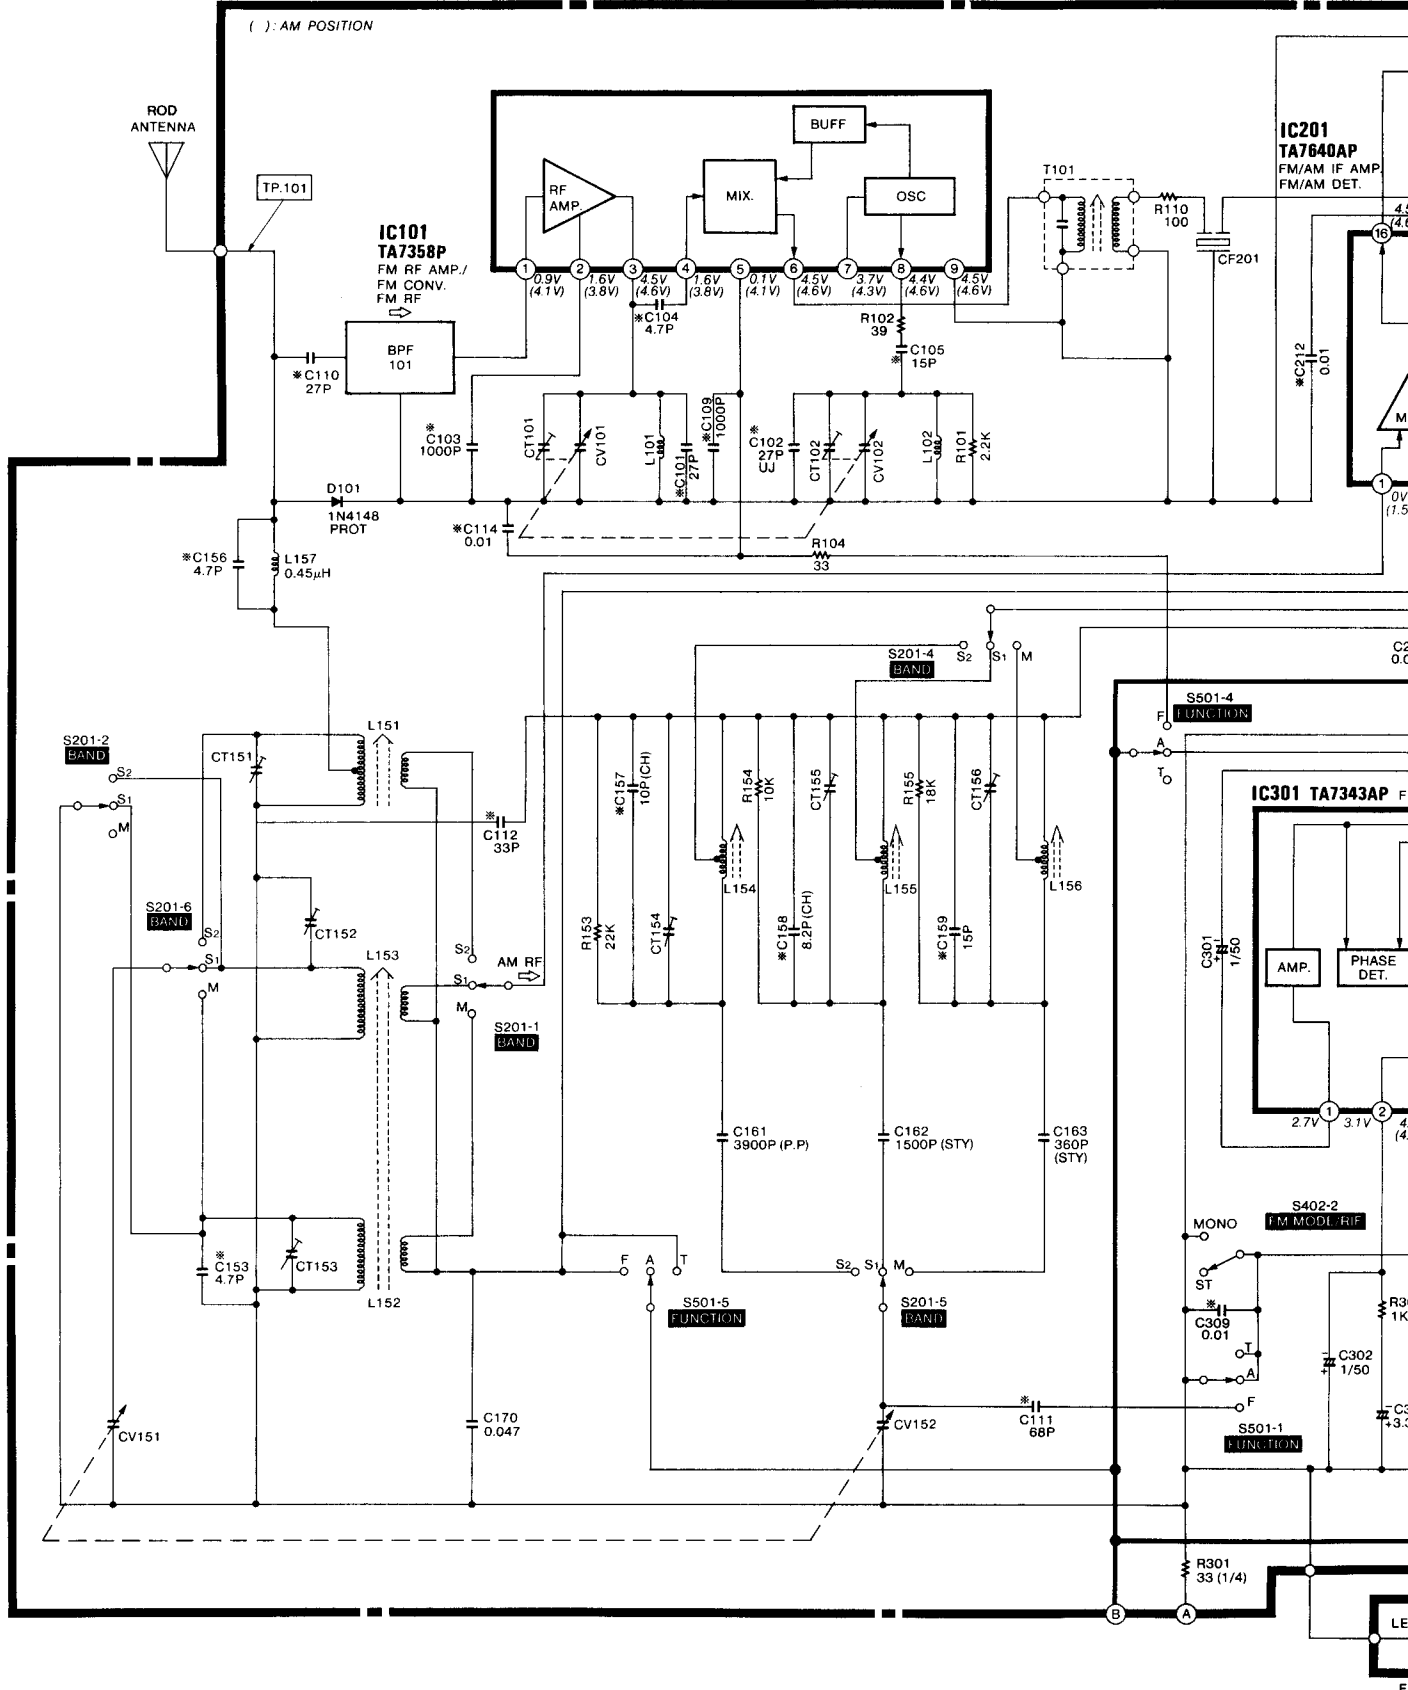 ( ): AM POSITION
ROD
ANTENNA
TP.101
IC101
TA7358P
FM RF AMP./
FM CONV.
FM RF
BPF
101
※C110
27P
RF
AMP.
MIX.
BUFF
OSC
1
2
3
4
5
6
7
8
9
0.9V
(4.1V)
1.6V
(3.8V)
4.5V
(4.6V)
1.6V
(3.8V)
0.1V
(4.1V)
4.5V
(4.6V)
3.7V
(4.3V)
4.4V
(4.6V)
4.5V
(4.6V)
※C104
4.7P
R102
39
C105
※ 15P
T101
R110
100
CF201
IC201
TA7640AP
FM/AM IF AMP
FM/AM DET.
16
※C212
0.01
M
1
0V
(1.5
※
C103
1000P
CT101
CV101
L101
※C101
27P
※C109
1000P
※
C102
27P
UJ
CT102
CV102
L102
R101
2.2K
D101
1N4148
PROT
※C114
0.01
R104
33
※C156
4.7P
L157
0.45μH
S201-4
BAND
S2
S1
M
S501-4
FUNCTION
F
A
T
S201-2
BAND
S2
S1
M
CT151
L151
※
C112
33P
※C157
10P(CH)
R154
10K
CT155
R155
18K
CT156
L154
L155
L156
IC301 TA7343AP F
S201-6
BAND
S2
S1
M
CT152
L153
S2
S1
M
AM RF
S201-1
BAND
R153
22K
CT154
※C158
8.2P(CH)
※C159
15P
C301
1/50
AMP.
PHASE
DET.
1
2
2.7V
3.1V
C161
3900P (P.P)
C162
1500P (STY)
C163
360P
(STY)
S402-2
FM MODE/RIF
MONO
ST
※
C153
4.7P
CT153
L152
F
A
T
S501-5
FUNCTION
S2
S1
M
S201-5
BAND
※
C309
0.01
T
A
F
S501-1
FUNCTION
C302
1/50
1K
CV151
C170
0.047
CV152
※
C111
68P
R301
33 (1/4)
B
A
LE